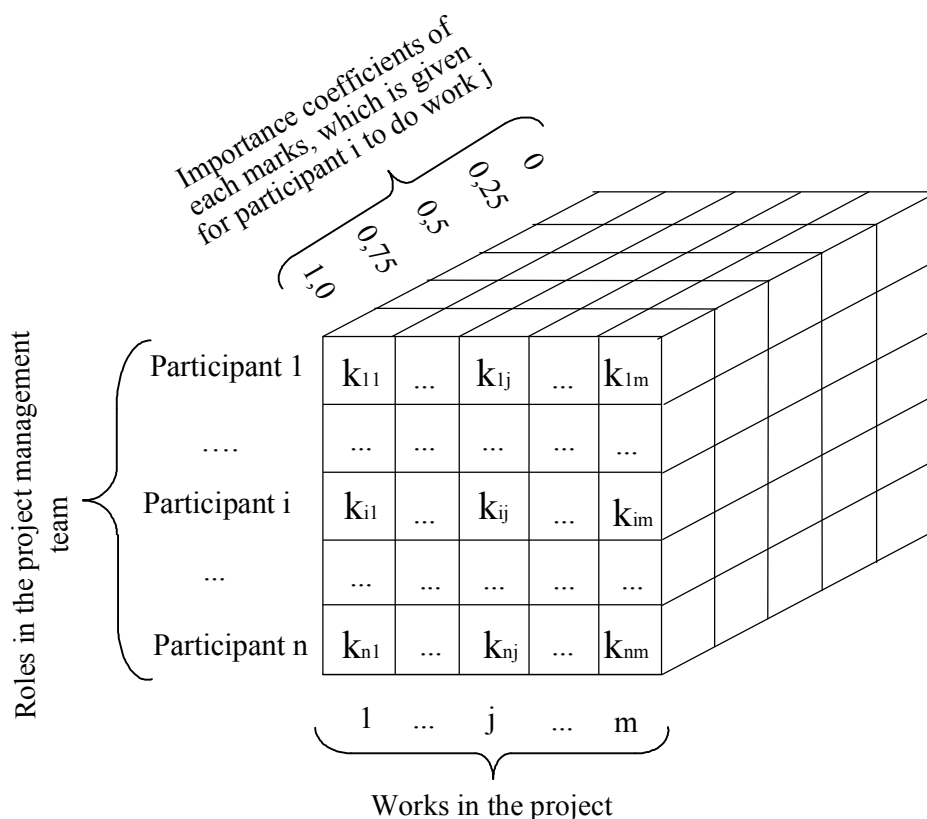 Importance coefficients of
each marks, which is given
for participant i to do work j
1,0 0,75 0,5 0,25 0
Roles in the project management
team
Participant 1 k11 ... k1j ... k1m
.... ... ... ... ... ...
Participant i ki1 ... kij ... kim
... ... ... ... ... ...
Participant n kn1 ... knj ... knm
1 ... j ... m
Works in the project